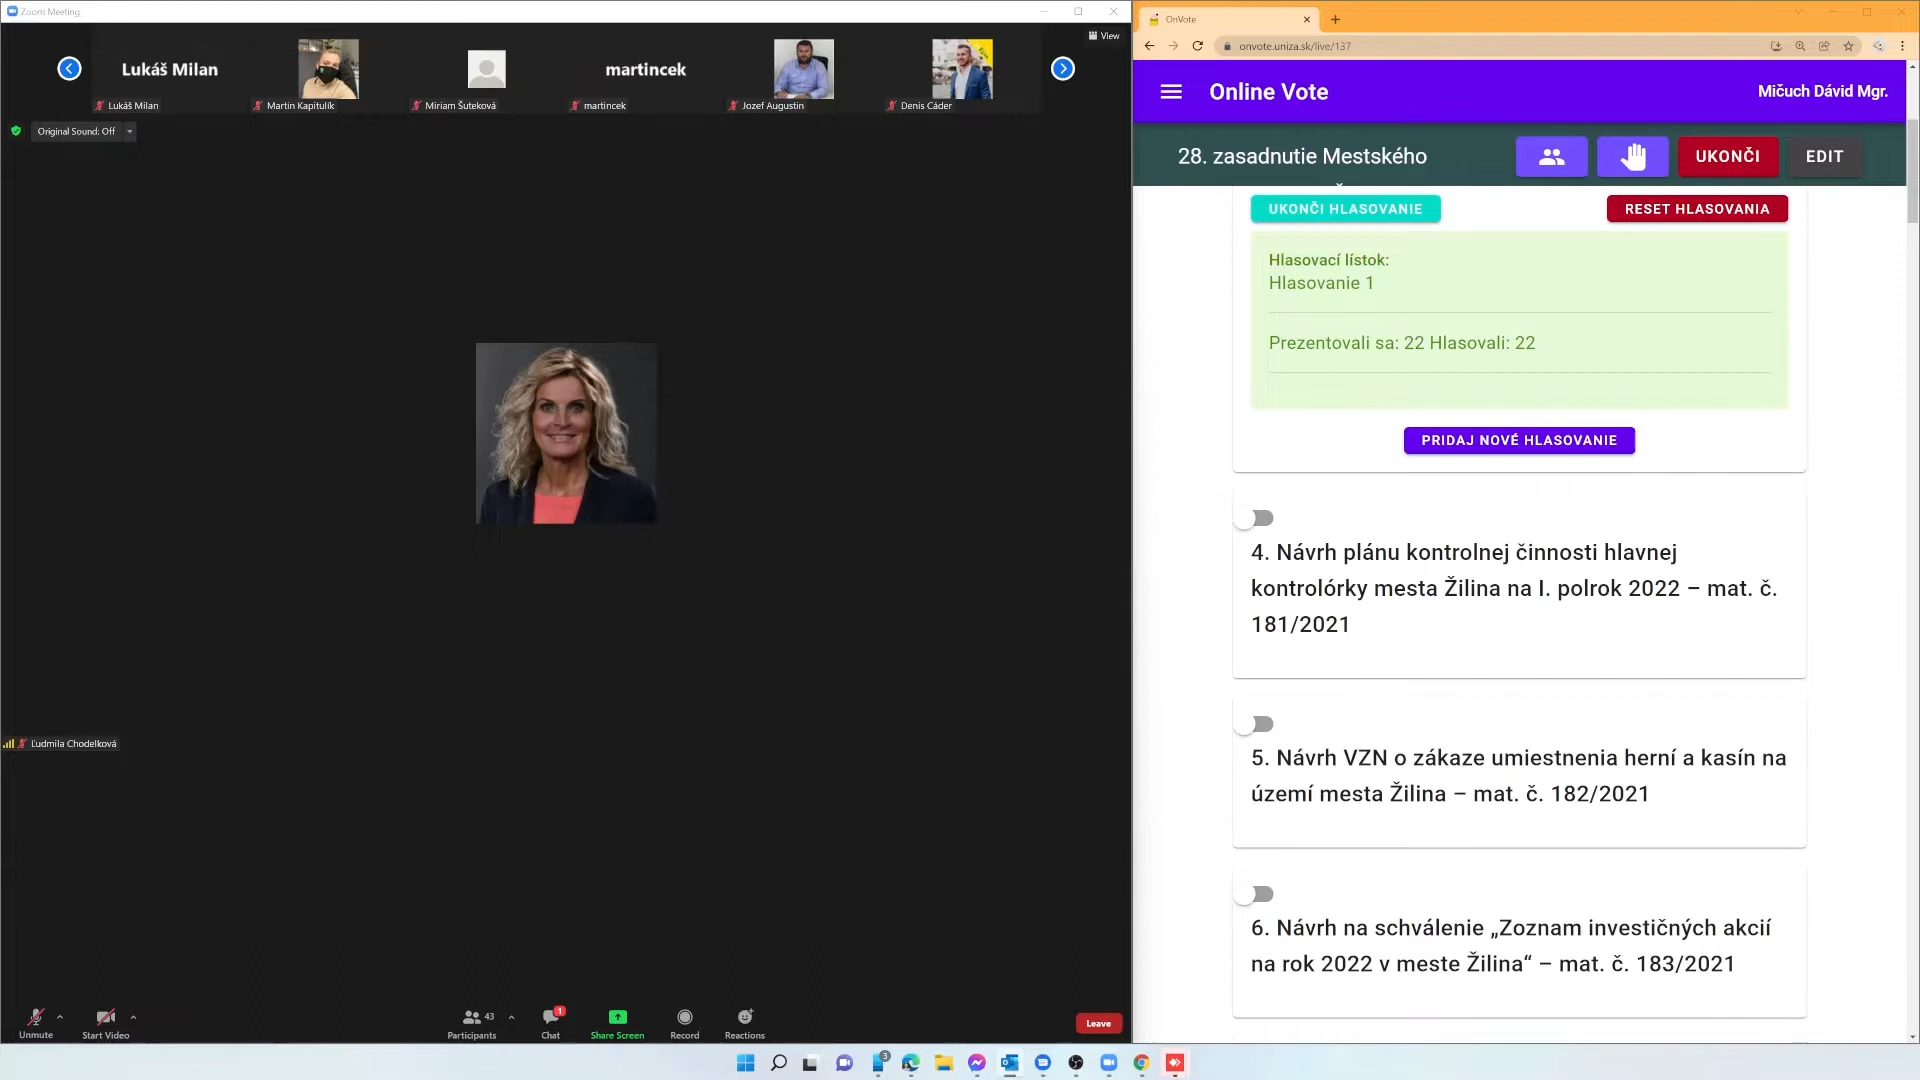 Zoom Meeting
View
Lukáš Milan
martincek
Lukáš Milan
Martin Kapitulík
Miriam Šuteková
martincek
Jozef Augustin
Denis Cáder
Original Sound: Off
Ľudmila Chodelková
Unmute
Start Video
43
Participants
1
Chat
Share Screen
Record
Reactions
Leave
OnVote
onvote.uniza.sk/live/137
Online Vote
Mičuch Dávid Mgr.
28. zasadnutie Mestského
UKONČI
EDIT
UKONČI HLASOVANIE
RESET HLASOVANIA
Hlasovací lístok:
Hlasovanie 1
Prezentovali sa: 22 Hlasovali: 22
PRIDAJ NOVÉ HLASOVANIE
4. Návrh plánu kontrolnej činnosti hlavnej
kontrolórky mesta Žilina na I. polrok 2022 – mat. č.
181/2021
5. Návrh VZN o zákaze umiestnenia herní a kasín na
území mesta Žilina – mat. č. 182/2021
6. Návrh na schválenie „Zoznam investičných akcií
na rok 2022 v meste Žilina“ – mat. č. 183/2021
3